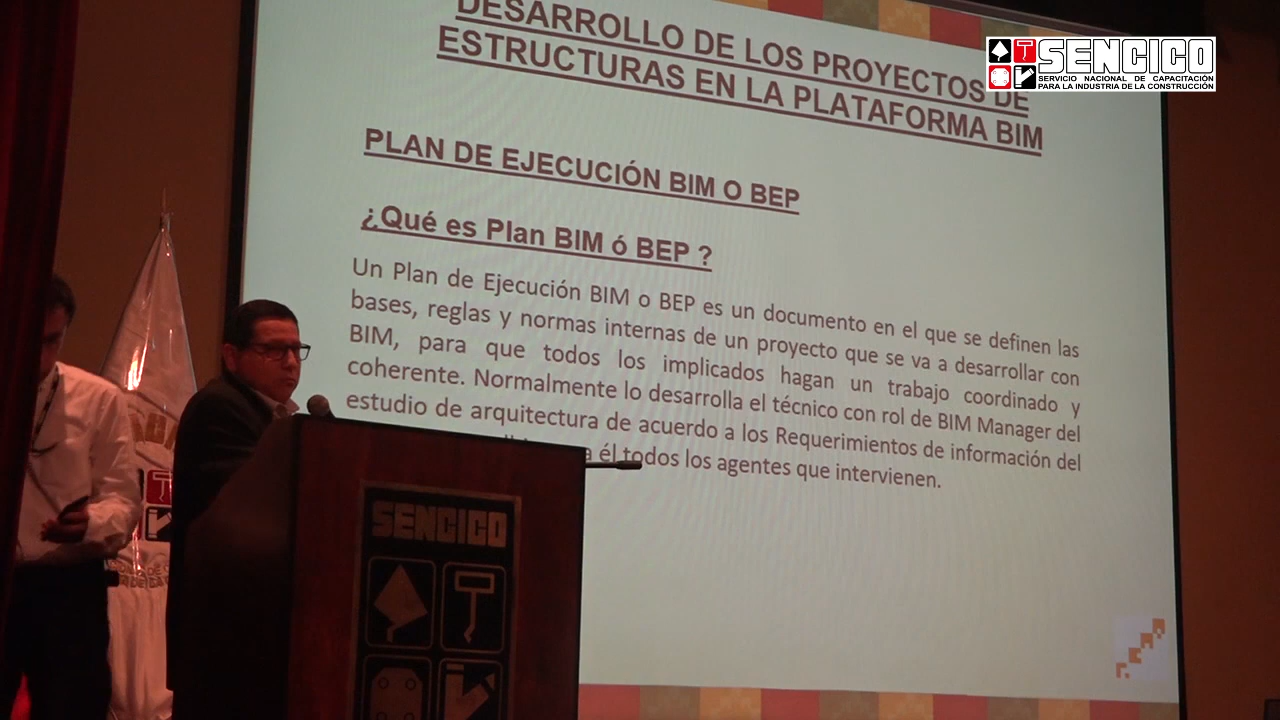 DESARROLLO DE LOS PROYECTOS DE
ESTRUCTURAS EN LA PLATAFORMA BIM
SENCICO
SERVICIO NACIONAL DE CAPACITACIÓN
PARA LA INDUSTRIA DE LA CONSTRUCCIÓN
PLAN DE EJECUCIÓN BIM O BEP
¿Qué es Plan BIM ó BEP ?
Un Plan de Ejecución BIM o BEP es un documento en el que se definen las
bases, reglas y normas internas de un proyecto que se va a desarrollar con
BIM, para que todos los implicados hagan un trabajo coordinado y
coherente. Normalmente lo desarrolla el técnico con rol de BIM Manager del
estudio de arquitectura de acuerdo a los Requerimientos de información del
él todos los agentes que intervienen.
SENCICO